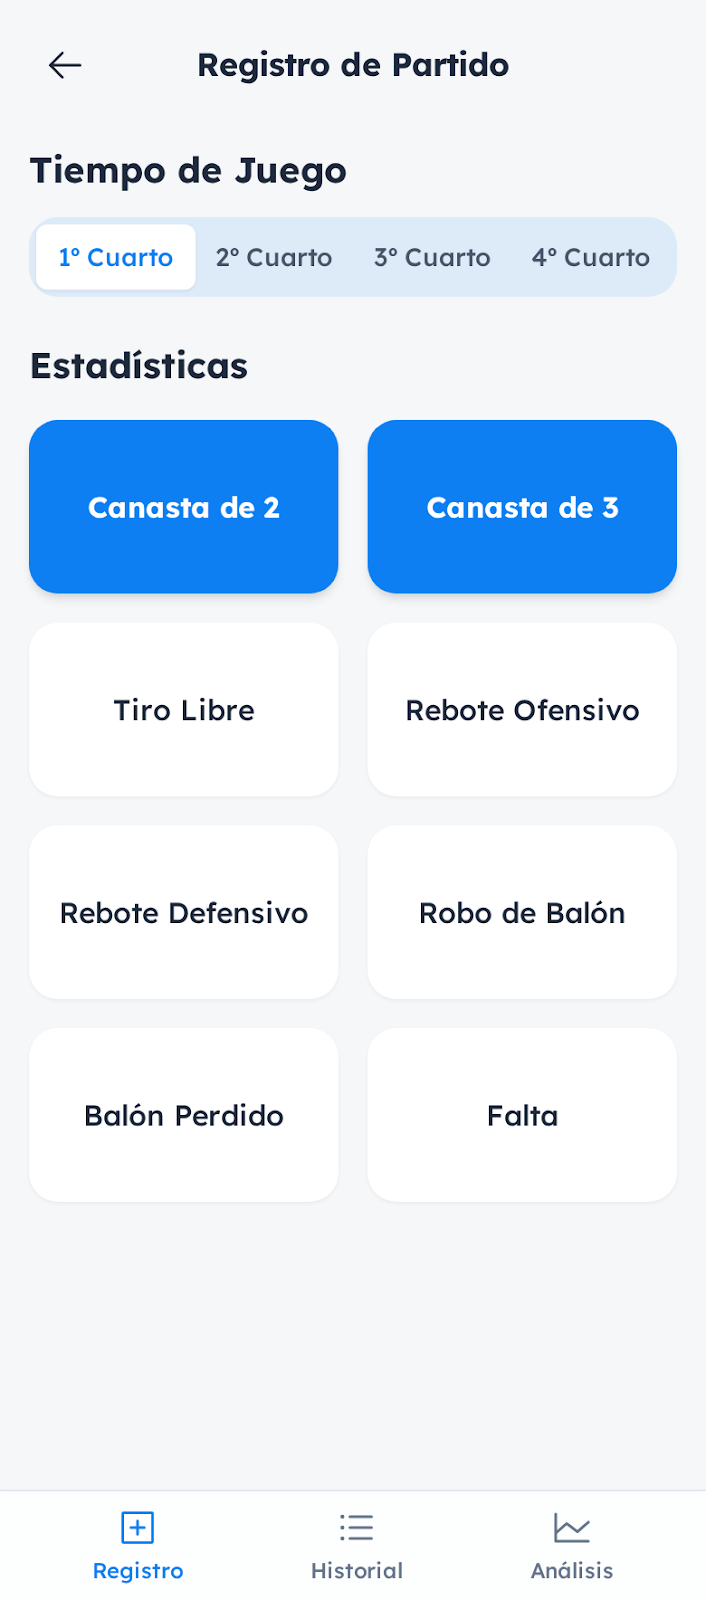 Registro de Partido
Tiempo de Juego
1º Cuarto 2º Cuarto 3º Cuarto 4º Cuarto
Estadísticas
Canasta de 2 Canasta de 3
Tiro Libre Rebote Ofensivo
Rebote Defensivo Robo de Balón
Balón Perdido Falta
Registro Historial Análisis